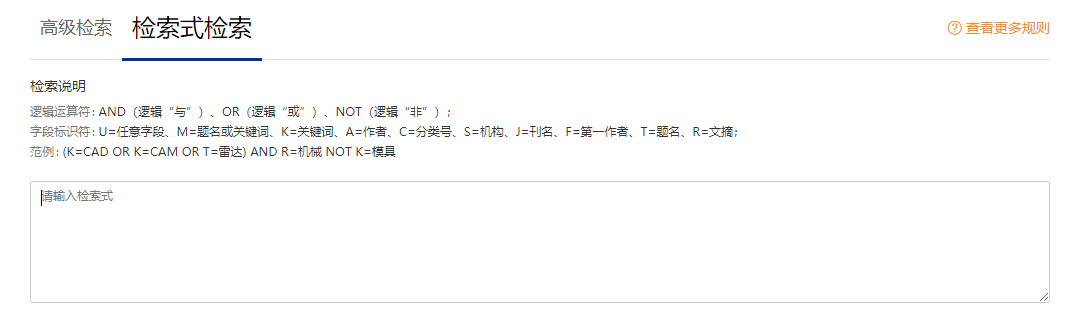 高级检索 检索式检索 查看更多规则
检索说明
逻辑运算符: AND（逻辑“与”）、OR（逻辑“或”）、NOT（逻辑“非”）;
字段标识符: U=任意字段、M=题名或关键词、K=关键词、A=作者、C=分类号、S=机构、J=刊名、F=第一作者、T=题名、R=文摘;
范例: (K=CAD OR K=CAM OR T=雷达) AND R=机械 NOT K=模具
请输入检索式